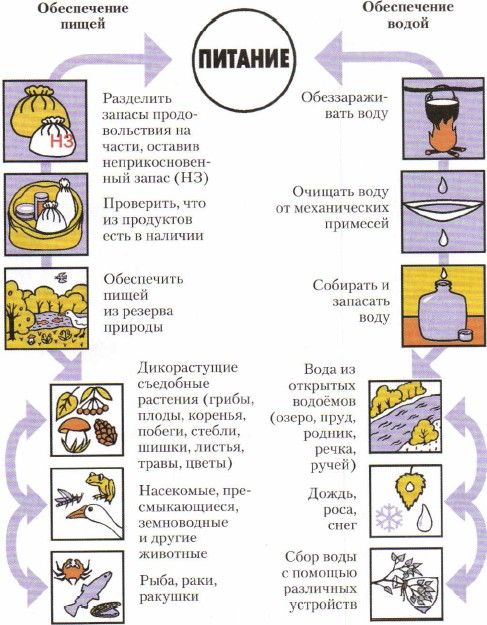 Обеспечение
пищей
Обеспечение
водой
ПИТАНИЕ
НЗ
Разделить
запасы продо-
вольствия на
части, оставив
неприкосновен-
ный запас (НЗ)
Проверить, что
из продуктов
есть в наличии
Обеспечить
пищей
из резерва
природы
Дикорастущие
съедобные
растения (грибы,
плоды, коренья,
побеги, стебли,
шишки, листья,
травы, цветы)
Насекомые, пре-
смыкающиеся,
земноводные
и другие
животные
Рыба, раки,
ракушки
Обеззаражи-
вать воду
Очищать воду
от механических
примесей
Собирать и
запасать
воду
Вода из
открытых
водоёмов
(озеро, пруд,
родник,
речка,
ручей)
Дождь,
роса,
снег
Сбор воды
с помощью
различных
устройств